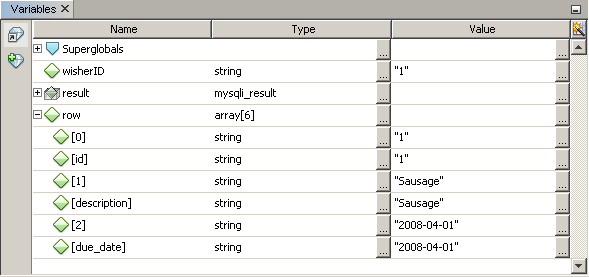 Variables
Name Type Value
Superglobals ... ...
wisherID string ... "1" ...
result mysqli_result ... ...
row array[6] ... ...
[0] string ... "1" ...
[id] string ... "1" ...
[1] string ... "Sausage" ...
[description] string ... "Sausage" ...
[2] string ... "2008-04-01" ...
[due_date] string ... "2008-04-01" ...